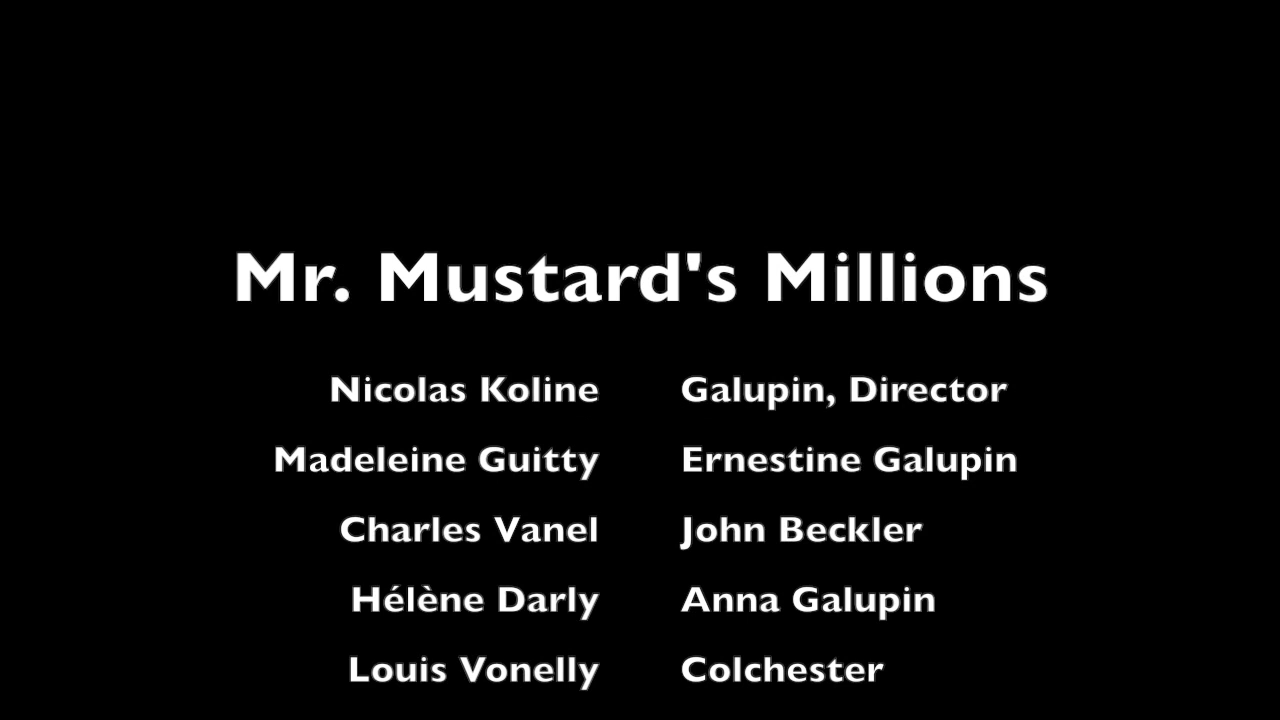 Mr. Mustard's Millions
Nicolas Koline Galupin, Director
Madeleine Guitty Ernestine Galupin
Charles Vanel John Beckler
Hélène Darly Anna Galupin
Louis Vonelly Colchester